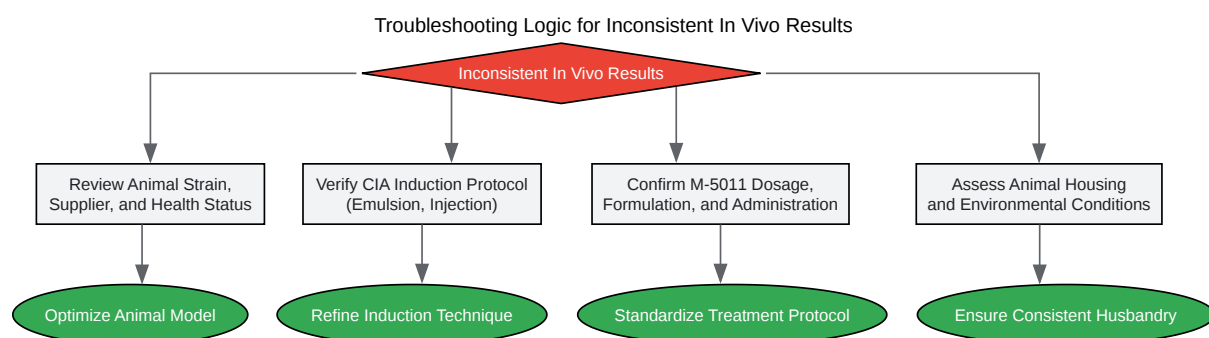 Troubleshooting Logic for Inconsistent In Vivo Results
Inconsistent In Vivo Results
Review Animal Strain,
Supplier, and Health Status
Verify CIA Induction Protocol
(Emulsion, Injection)
Confirm M-5011 Dosage,
Formulation, and Administration
Assess Animal Housing
and Environmental Conditions
Optimize Animal Model
Refine Induction Technique
Standardize Treatment Protocol
Ensure Consistent Husbandry